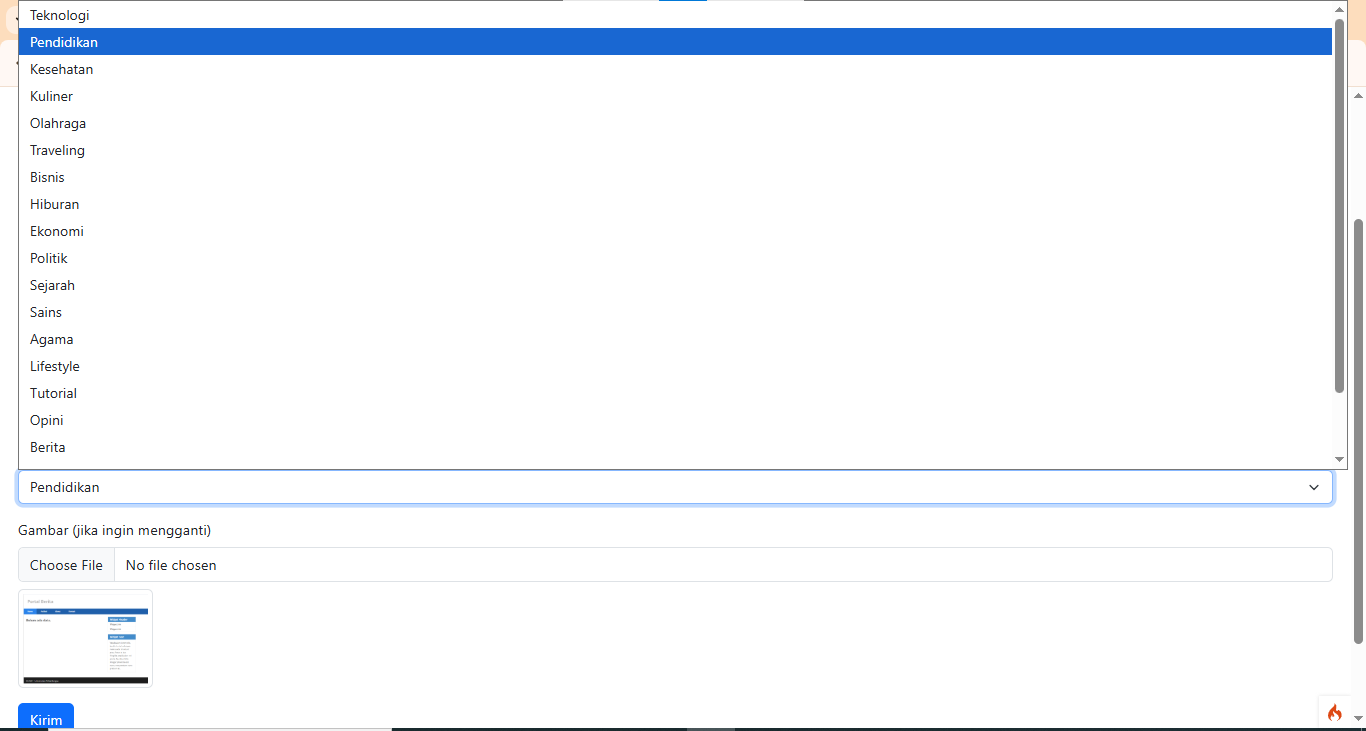 Teknologi
Pendidikan
Kesehatan
Kuliner
Olahraga
Traveling
Bisnis
Hiburan
Ekonomi
Politik
Sejarah
Sains
Agama
Lifestyle
Tutorial
Opini
Berita
Pendidikan
Gambar (jika ingin mengganti)
Choose File No file chosen
Kirim